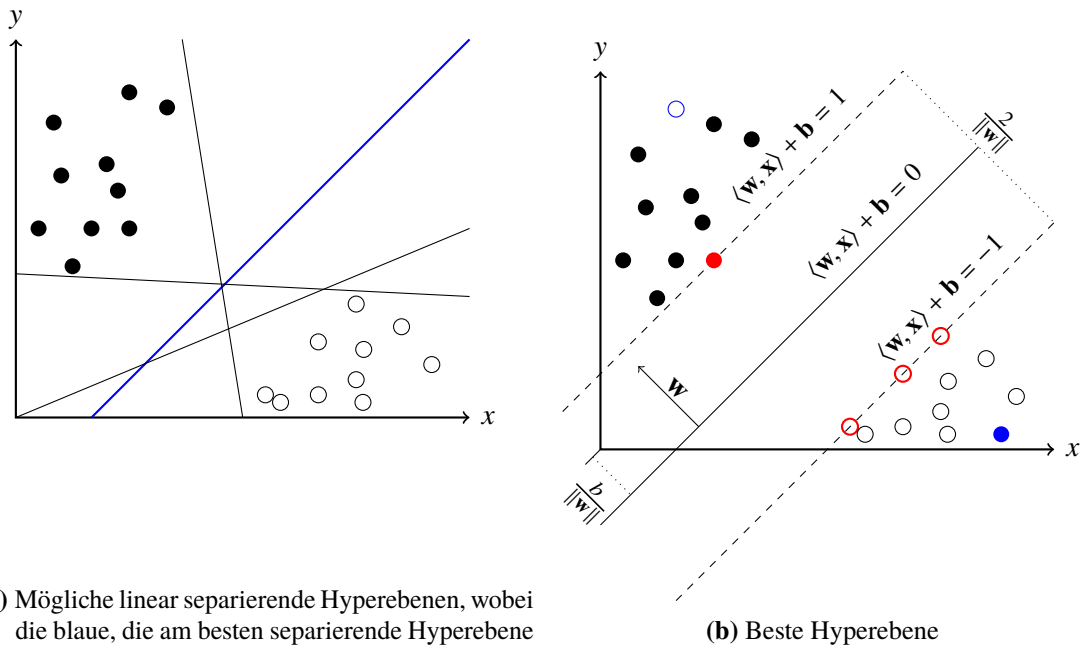 y
x
) Mögliche linear separierende Hyperebenen, wobei
die blaue, die am besten separierende Hyperebene
y
⟨w, x⟩ + b = 1
2
‖w‖
⟨w, x⟩ + b = 0
⟨w, x⟩ + b = −1
w
x
b
‖w‖
(b) Beste Hyperebene